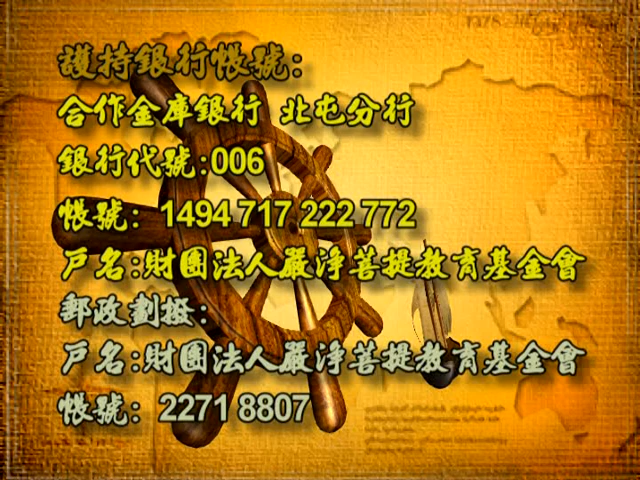 護持銀行帳號:
合作金庫銀行 北屯分行
銀行代號:006
帳號: 1494 717 222 772
戶名:財團法人嚴淨菩提教育基金會
郵政劃撥:
戶名:財團法人嚴淨菩提教育基金會
帳號: 2271 8807